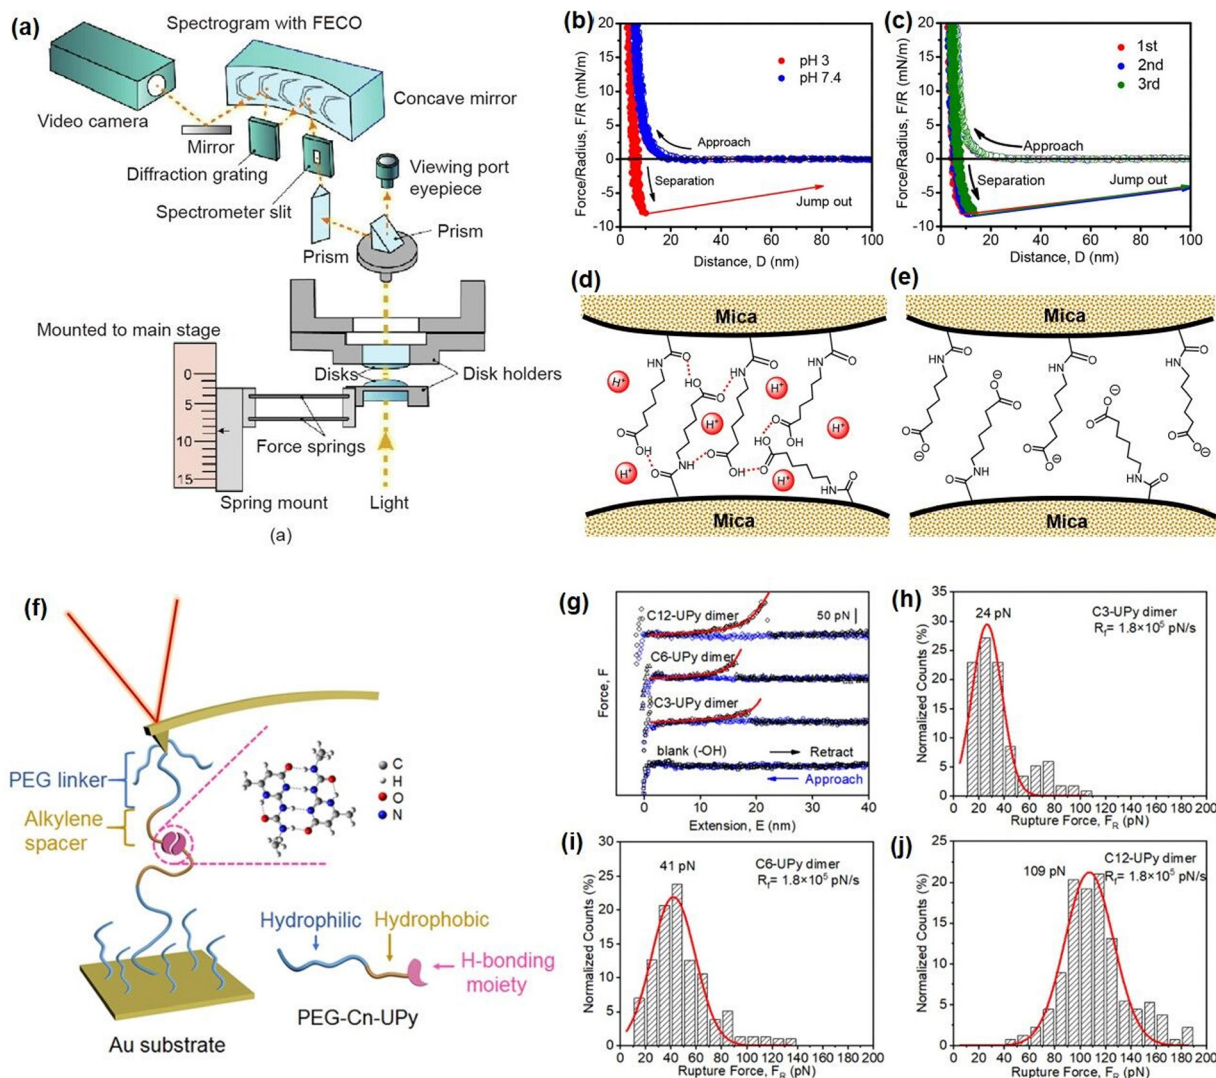 (a)
Spectrogram with FECO
Video camera
Mirror
Concave mirror
Diffraction grating
Viewing port
eyepiece
Spectrometer slit
Prism
Prism
Mounted to main stage
0
5
10
15
Disks
Disk holders
Force springs
Spring mount
Light
(a)
(b)
Force/Radius, F/R (mN/m)
20
15
10
5
0
-5
-10
pH 3
pH 7.4
Approach
Separation
Jump out
0 20 40 60 80 100
Distance, D (nm)
(c)
Force/Radius, F/R (mN/m)
20
15
10
5
0
-5
-10
1st
2nd
3rd
Approach
Separation
Jump out
0 20 40 60 80 100
Distance, D (nm)
(d)
Mica
H⁺
H⁺
H⁺
H⁺
H⁺
H⁺
Mica
(e)
Mica
Mica
(f)
PEG linker
Alkylene
spacer
C
H
O
N
Hydrophilic
Hydrophobic
H-bonding
moiety
PEG-Cn-UPy
Au substrate
(g)
Force, F
C12-UPy dimer
50 pN
C6-UPy dimer
C3-UPy dimer
blank (-OH)
Retract
Approach
0 10 20 30 40
Extension, E (nm)
(h)
Normalized Counts (%)
35
30
25
20
15
10
5
0
24 pN
C3-UPy dimer
Rf= 1.8×10⁵ pN/s
0 20 40 60 80 100 120 140 160 180 200
Rupture Force, FR (pN)
(i)
Normalized Counts (%)
30
25
20
15
10
5
0
41 pN
C6-UPy dimer
Rf= 1.8×10⁵ pN/s
0 20 40 60 80 100 120 140 160 180 200
Rupture Force, FR (pN)
(j)
Normalized Counts (%)
25
20
15
10
5
0
109 pN
C12-UPy dimer
Rf= 1.8×10⁵ pN/s
0 20 40 60 80 100 120 140 160 180 200
Rupture Force, FR (pN)